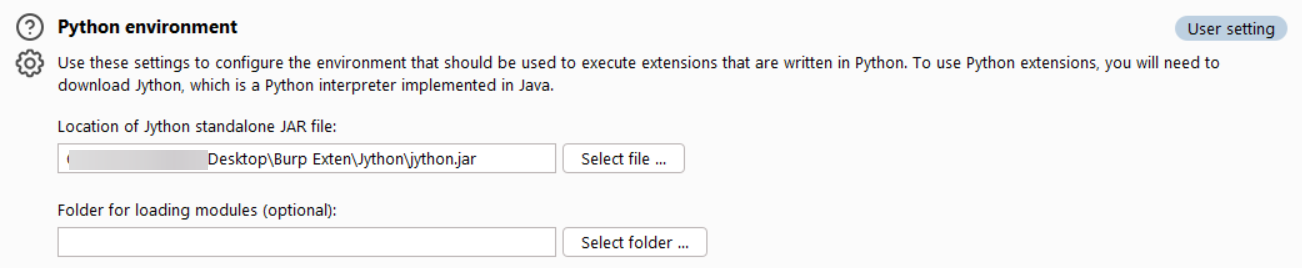 Python environment
User setting
Use these settings to configure the environment that should be used to execute extensions that are written in Python. To use Python extensions, you will need to
download Jython, which is a Python interpreter implemented in Java.
Location of Jython standalone JAR file:
Desktop\Burp Exten\Jython\jython.jar
Select file ...
Folder for loading modules (optional):
Select folder ...